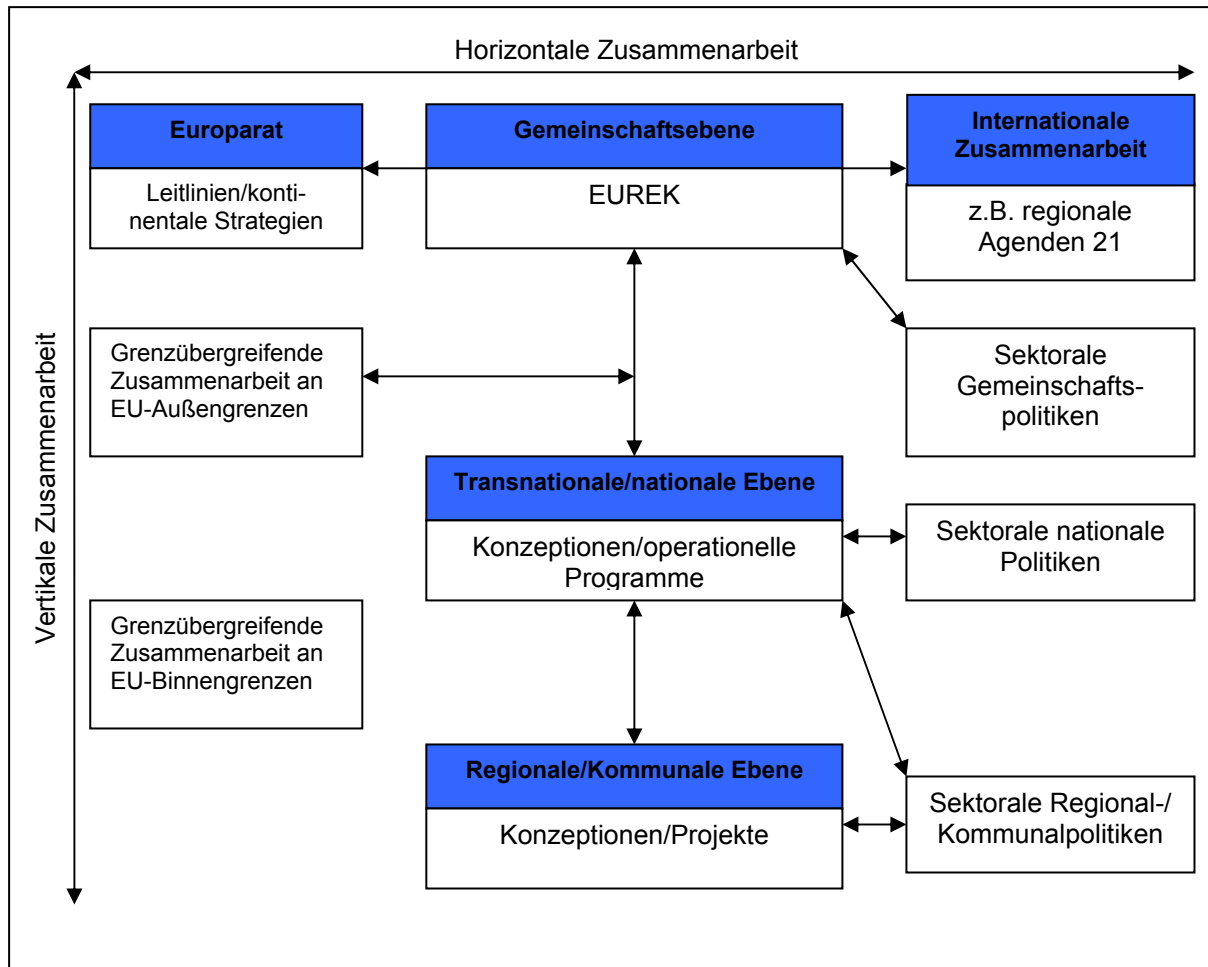 Horizontale Zusammenarbeit
Vertikale Zusammenarbeit
Europarat
Leitlinien/konti-
nentale Strategien
Gemeinschaftsebene
EUREK
Internationale
Zusammenarbeit
z.B. regionale
Agenden 21
Grenzübergreifende
Zusammenarbeit an
EU-Außengrenzen
Sektorale
Gemeinschafts-
politiken
Transnationale/nationale Ebene
Konzeptionen/operationelle
Programme
Sektorale nationale
Politiken
Grenzübergreifende
Zusammenarbeit an
EU-Binnengrenzen
Regionale/Kommunale Ebene
Konzeptionen/Projekte
Sektorale Regional-/
Kommunalpolitiken